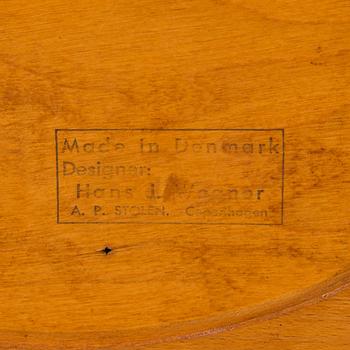 Made in Denmark
Designer:
Hans J. Wegner
A. P. STOLEN. Copenhagen